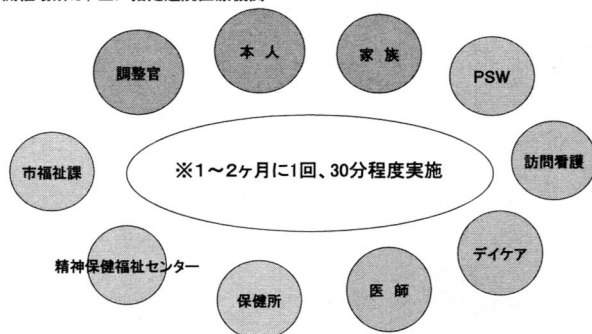 本 人
家 族
調整官
PSW
市福祉課
※1～2ヶ月に1回、30分程度実施
訪問看護
精神保健福祉センター
デイケア
保健所
医 師